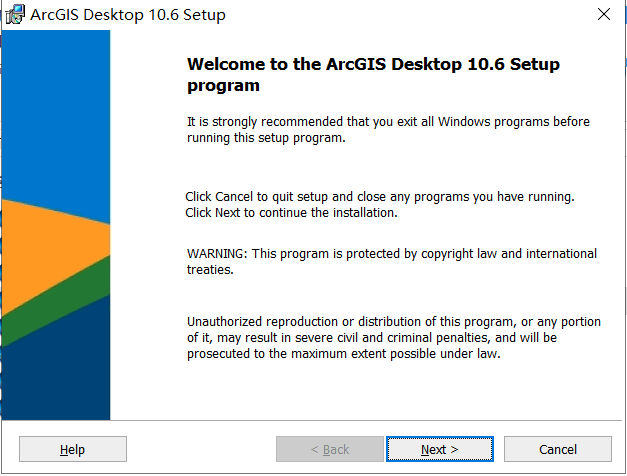 ArcGIS Desktop 10.6 Setup
Welcome to the ArcGIS Desktop 10.6 Setup
program
It is strongly recommended that you exit all Windows programs before
running this setup program.
Click Cancel to quit setup and close any programs you have running.
Click Next to continue the installation.
WARNING: This program is protected by copyright law and international
treaties.
Unauthorized reproduction or distribution of this program, or any portion
of it, may result in severe civil and criminal penalties, and will be
prosecuted to the maximum extent possible under law.
Help
< Back
Next >
Cancel